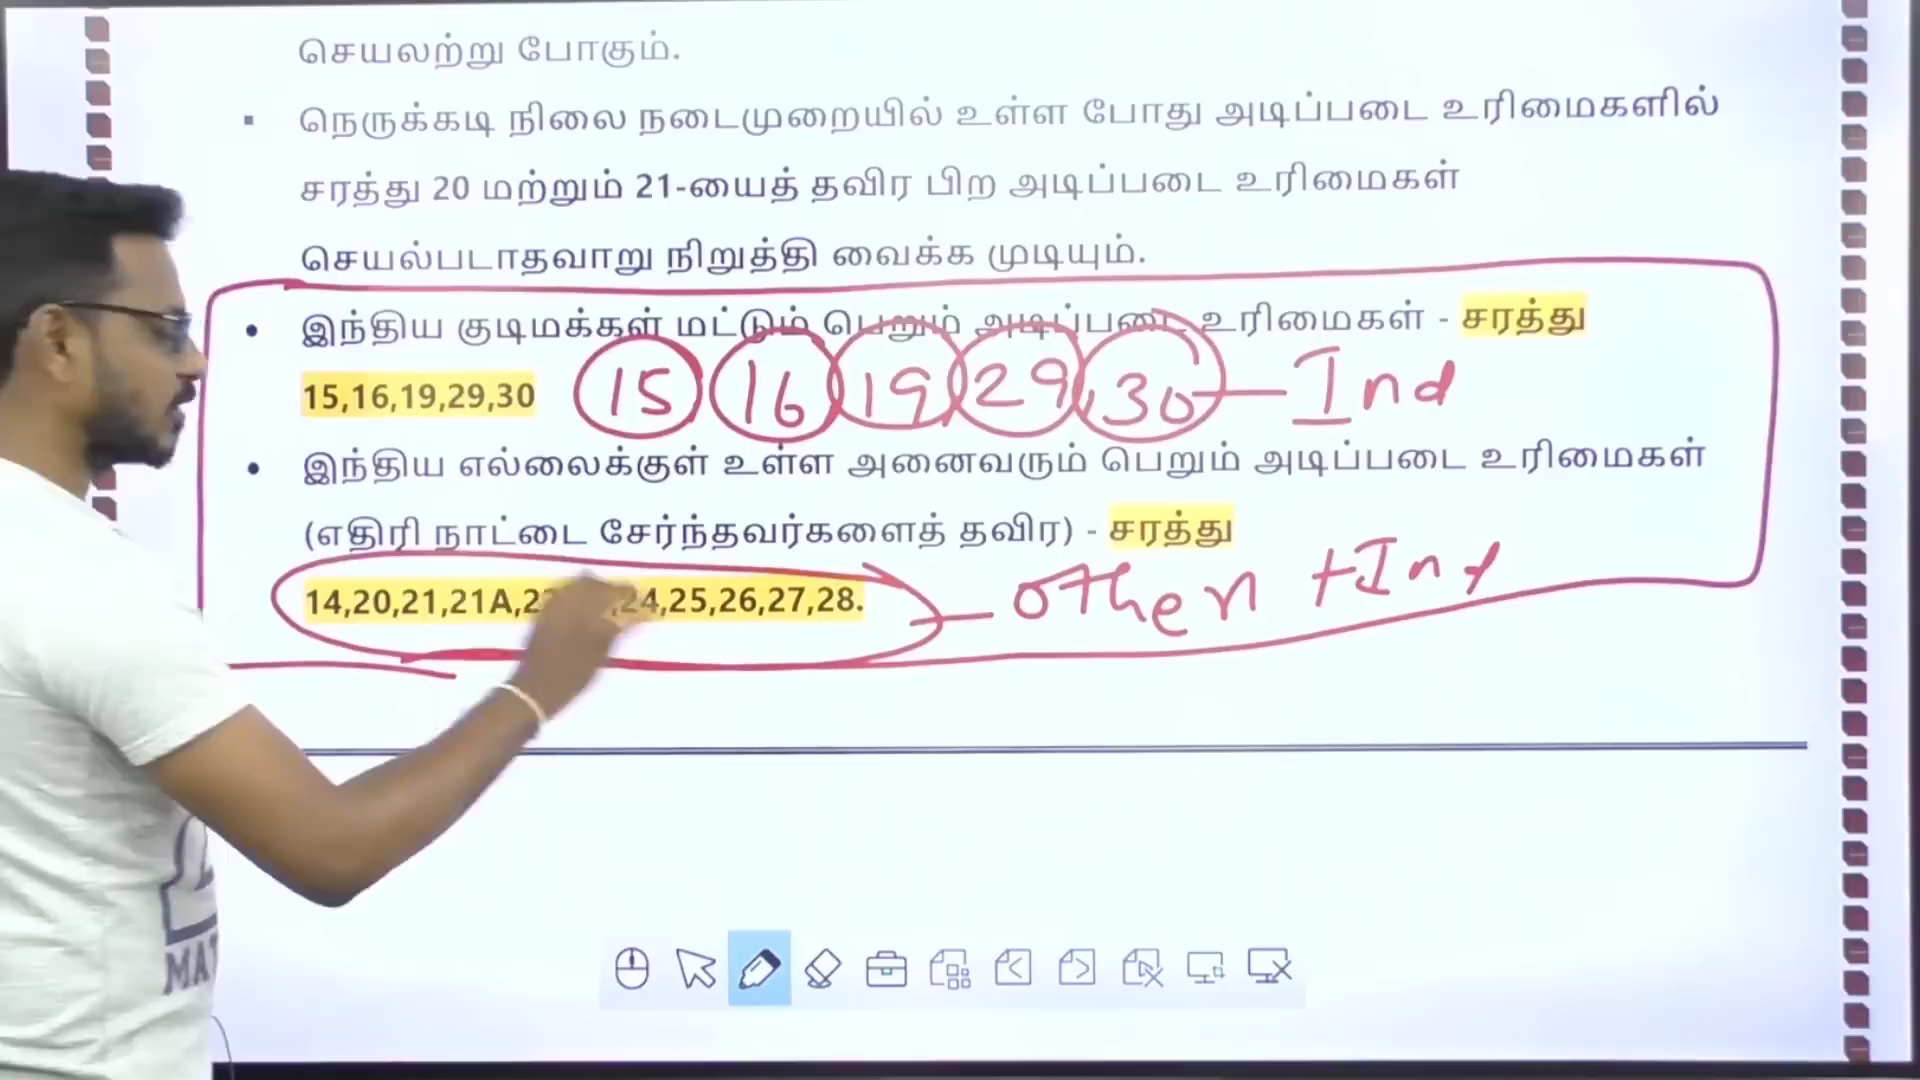 செயலற்று போகும்.
▪ நெருக்கடி நிலை நடைமுறையில் உள்ள போது அடிப்படை உரிமைகளில்
சரத்து 20 மற்றும் 21-யைத் தவிர பிற அடிப்படை உரிமைகள்
செயல்படாதவாறு நிறுத்தி வைக்க முடியும்.
• இந்திய குடிமக்கள் மட்டும் பெறும் அடிப்படை உரிமைகள் - சரத்து
15,16,19,29,30 15 16 19 29 30 Ind
• இந்திய எல்லைக்குள் உள்ள அனைவரும் பெறும் அடிப்படை உரிமைகள்
(எதிரி நாட்டை சேர்ந்தவர்களைத் தவிர) - சரத்து
14,20,21,21A, 24,25,26,27,28. other +Ind